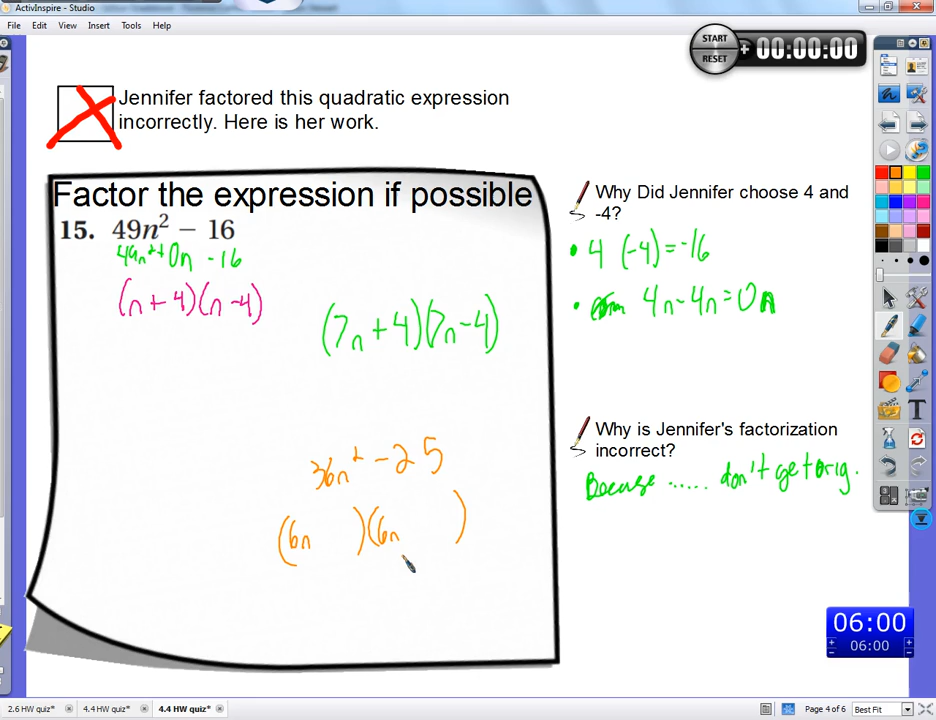 ActivInspire - Studio
File Edit View Insert Tools Help
START
RESET
00:00:00
Jennifer factored this quadratic expression
incorrectly. Here is her work.
Factor the expression if possible
15. 49n² − 16
49n² + 0n - 16
(n + 4)(n - 4)
(7n + 4)(7n - 4)
36n² - 25
(6n )(6n )
Why Did Jennifer choose 4 and
-4?
• 4 (-4) = -16
• 4n - 4n = 0n
Why is Jennifer's factorization
incorrect?
Because ...... don't get orig.
06:00
06:00
2.6 HW quiz* 4.4 HW quiz* 4.4 HW quiz*
Page 4 of 6 Best Fit